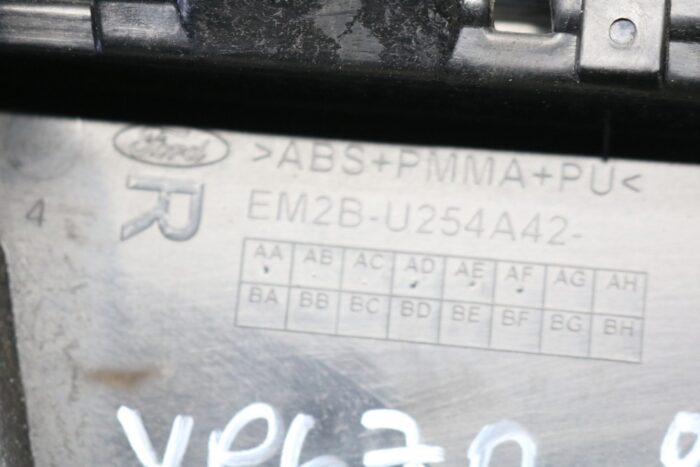 Ford >ABS+PMMA+PU<
R
4 EM2B-U254A42-
AA AB AC AD AE AF AG AH
BA BB BC BD BE BF BG BH